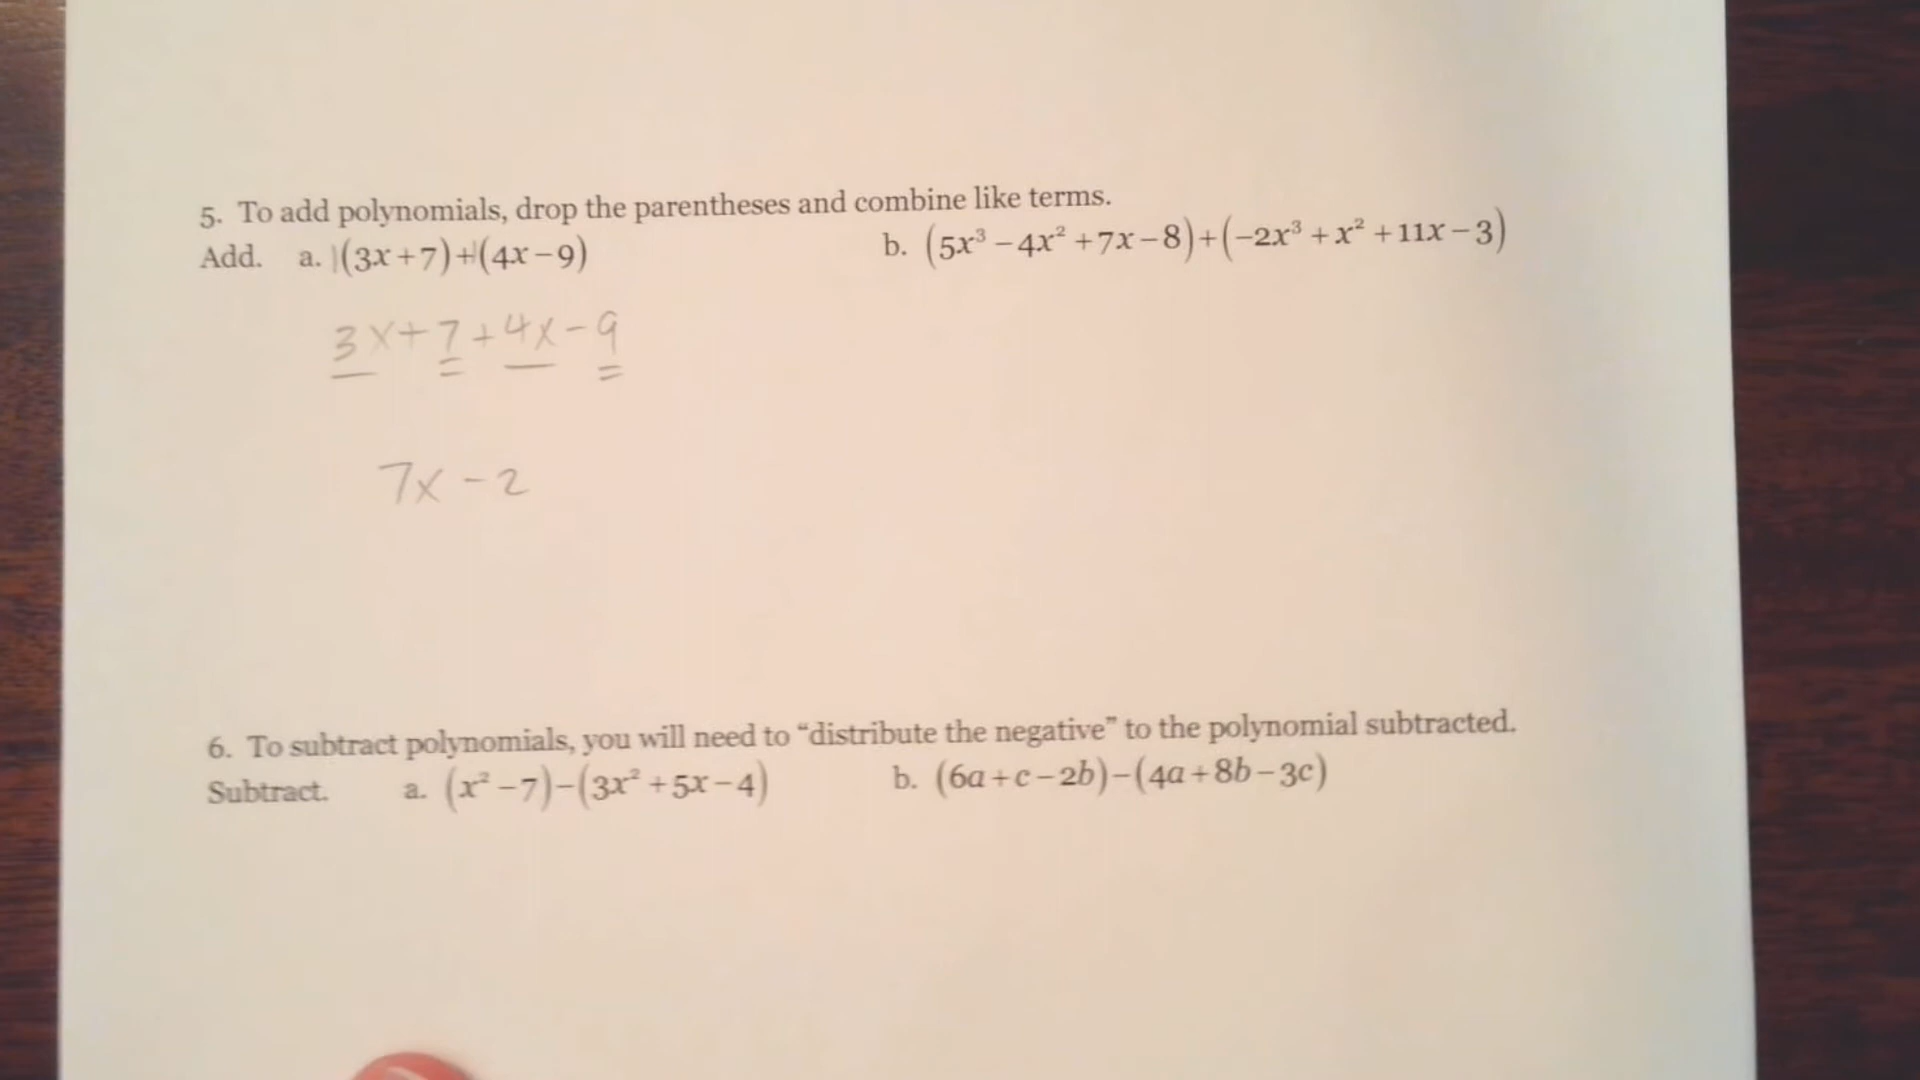 5. To add polynomials, drop the parentheses and combine like terms.
Add. a. 1(3x+7)+1(4x−9) b. (5x³−4x²+7x−8)+(−2x³+x²+11x−3)
3x+7+4x−9
7x−2
6. To subtract polynomials, you will need to “distribute the negative” to the polynomial subtracted.
Subtract. a. (x²−7)−(3x²+5x−4) b. (6a+c−2b)−(4a+8b−3c)